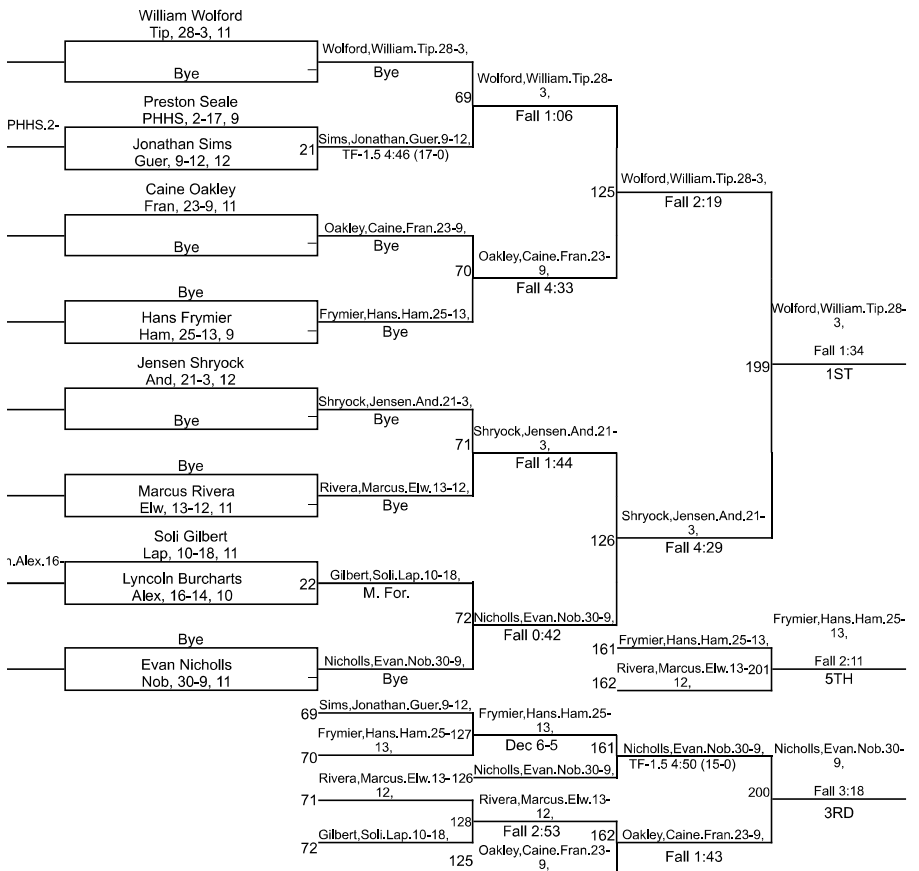 William Wolford
Tip, 28-3, 11
Bye
Preston Seale
PHHS, 2-17, 9
PHHS.2-
Jonathan Sims
Guer, 9-12, 12
21
Caine Oakley
Fran, 23-9, 11
Bye
Bye
Hans Frymier
Ham, 25-13, 9
Jensen Shryock
And, 21-3, 12
Bye
Bye
Marcus Rivera
Elw, 13-12, 11
Soli Gilbert
Lap, 10-18, 11
.Alex.16-
Lyncoln Burcharts
Alex, 16-14, 10
22
Bye
Evan Nicholls
Nob, 30-9, 11
Wolford,William.Tip.28-3,
Bye
69
Sims,Jonathan.Guer.9-12,
TF-1.5 4:46 (17-0)
Oakley,Caine.Fran.23-9,
Bye
70
Frymier,Hans.Ham.25-13,
Bye
Shryock,Jensen.And.21-3,
Bye
71
Rivera,Marcus.Elw.13-12,
Bye
Gilbert,Soli.Lap.10-18,
M. For.
72
Nicholls,Evan.Nob.30-9,
Bye
Wolford,William.Tip.28-
3,
Fall 1:06
125
Oakley,Caine.Fran.23-
9,
Fall 4:33
Shryock,Jensen.And.21-
3,
Fall 1:44
126
Nicholls,Evan.Nob.30-9,
Fall 0:42
Wolford,William.Tip.28-3,
Fall 2:19
199
Shryock,Jensen.And.21-
3,
Fall 4:29
Wolford,William.Tip.28-
3,
Fall 1:34
1ST
161
Frymier,Hans.Ham.25-13,
162
Rivera,Marcus.Elw.13-
12,
201
Frymier,Hans.Ham.25-
13,
Fall 2:11
5TH
69
Sims,Jonathan.Guer.9-12,
70
Frymier,Hans.Ham.25-
13,
127
71
Rivera,Marcus.Elw.13-
12,
72
Gilbert,Soli.Lap.10-18,
128
Frymier,Hans.Ham.25-
13,
Dec 6-5
126
Nicholls,Evan.Nob.30-9,
161
Rivera,Marcus.Elw.13-
12,
Fall 2:53
125
Oakley,Caine.Fran.23-
9,
162
Nicholls,Evan.Nob.30-9,
TF-1.5 4:50 (15-0)
Oakley,Caine.Fran.23-9,
Fall 1:43
200
Nicholls,Evan.Nob.30-
9,
Fall 3:18
3RD